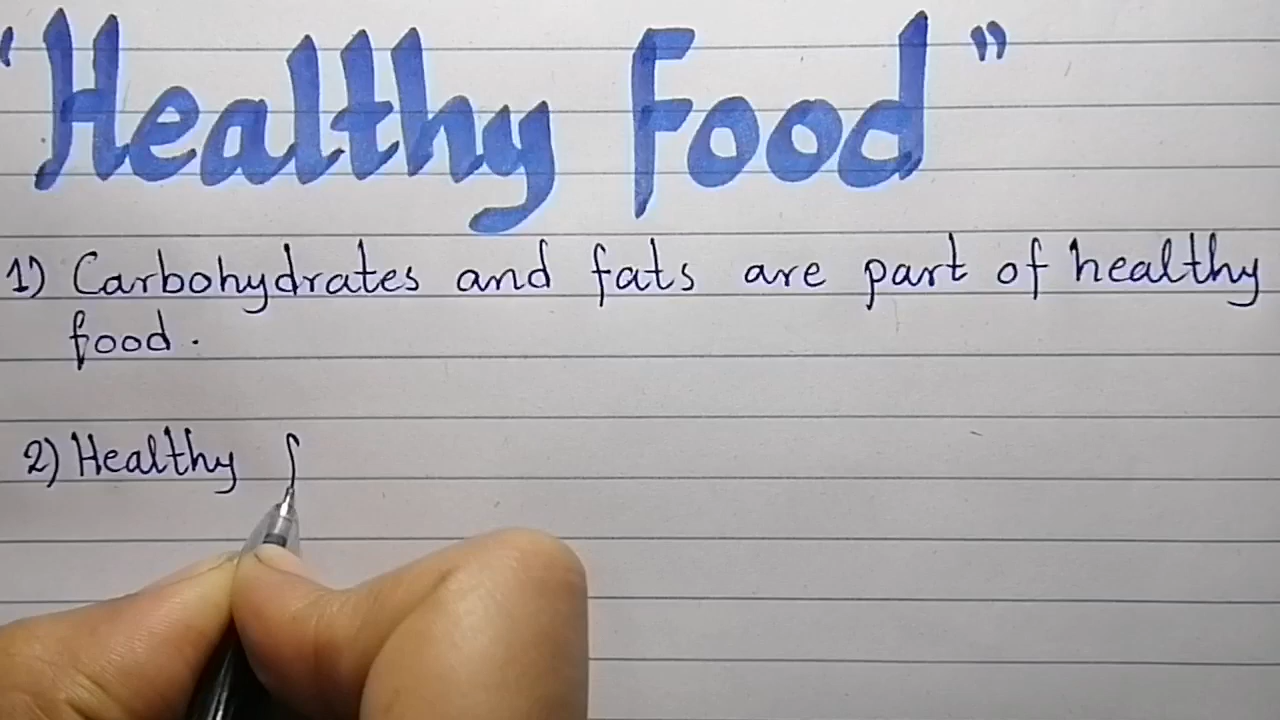 "Healthy Food"
1) Carbohydrates and fats are part of healthy
food.
2) Healthy f